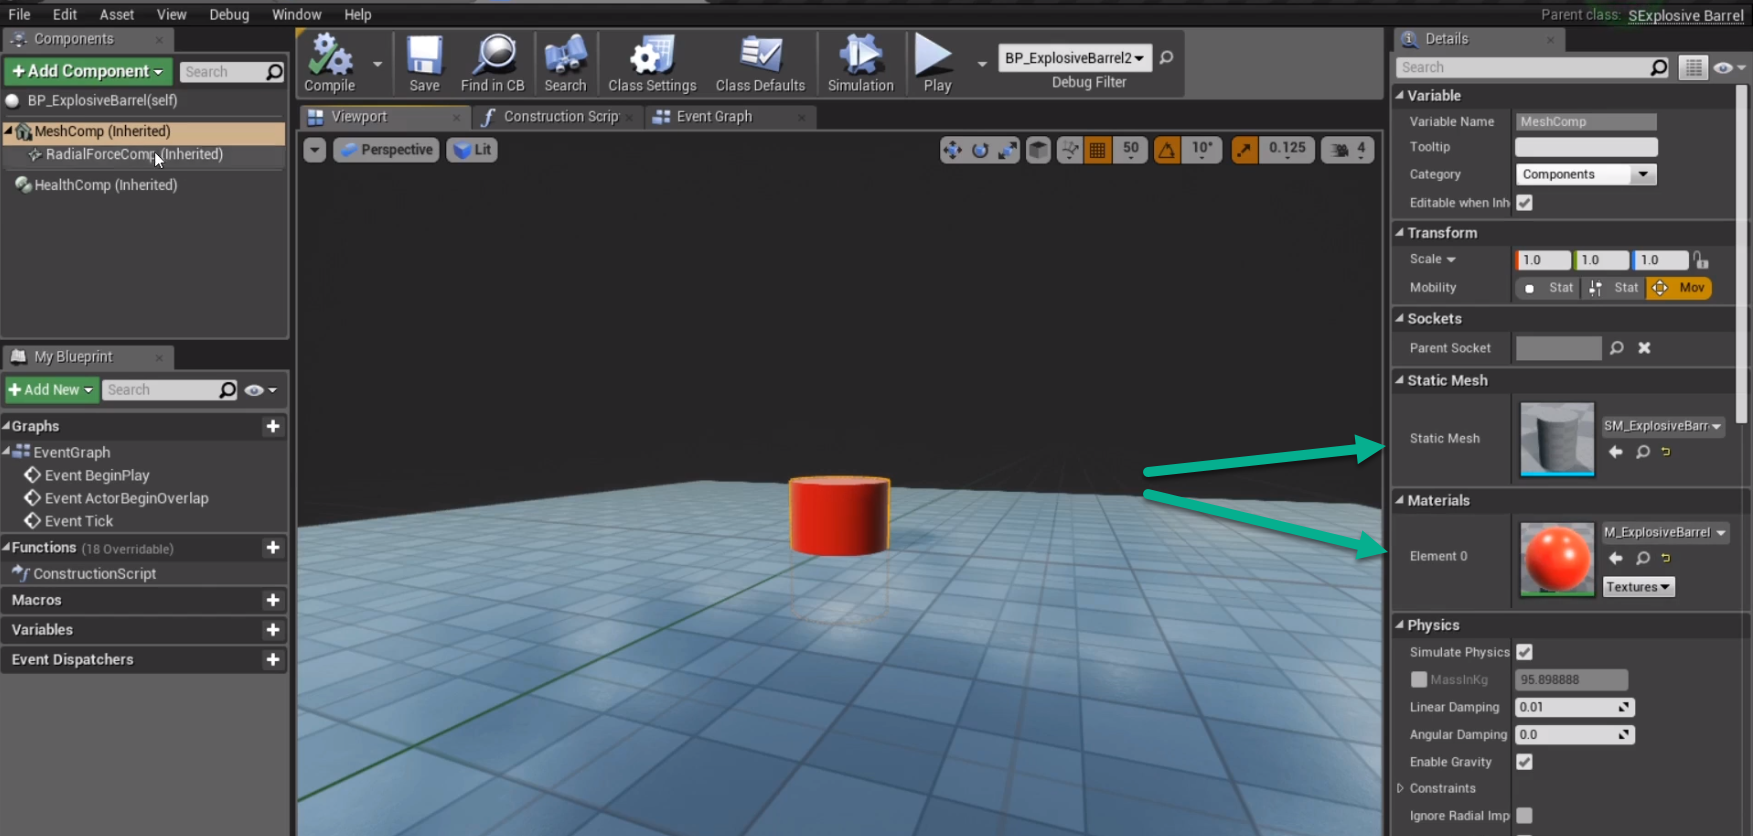 File Edit Asset View Debug Window Help
Parent class: SExplosive Barrel
Components
+Add Component
Search
BP_ExplosiveBarrel(self)
MeshComp (Inherited)
RadialForceComp (Inherited)
HealthComp (Inherited)
My Blueprint
+Add New
Search
Graphs
EventGraph
Event BeginPlay
Event ActorBeginOverlap
Event Tick
Functions (18 Overridable)
ConstructionScript
Macros
Variables
Event Dispatchers
Compile
Save
Find in CB
Search
Class Settings
Class Defaults
Simulation
Play
BP_ExplosiveBarrel2
Debug Filter
Viewport
Construction Scrip
Event Graph
Perspective
Lit
50
10°
0.125
4
Details
Search
Variable
Variable Name MeshComp
Tooltip
Category Components
Editable when Inh
Transform
Scale 1.0 1.0 1.0
Mobility Stat Stat Mov
Sockets
Parent Socket
Static Mesh
Static Mesh SM_ExplosiveBarr
Materials
Element 0 M_ExplosiveBarrel
Textures
Physics
Simulate Physics
MassInKg 95.898888
Linear Damping 0.01
Angular Damping 0.0
Enable Gravity
Constraints
Ignore Radial Imp